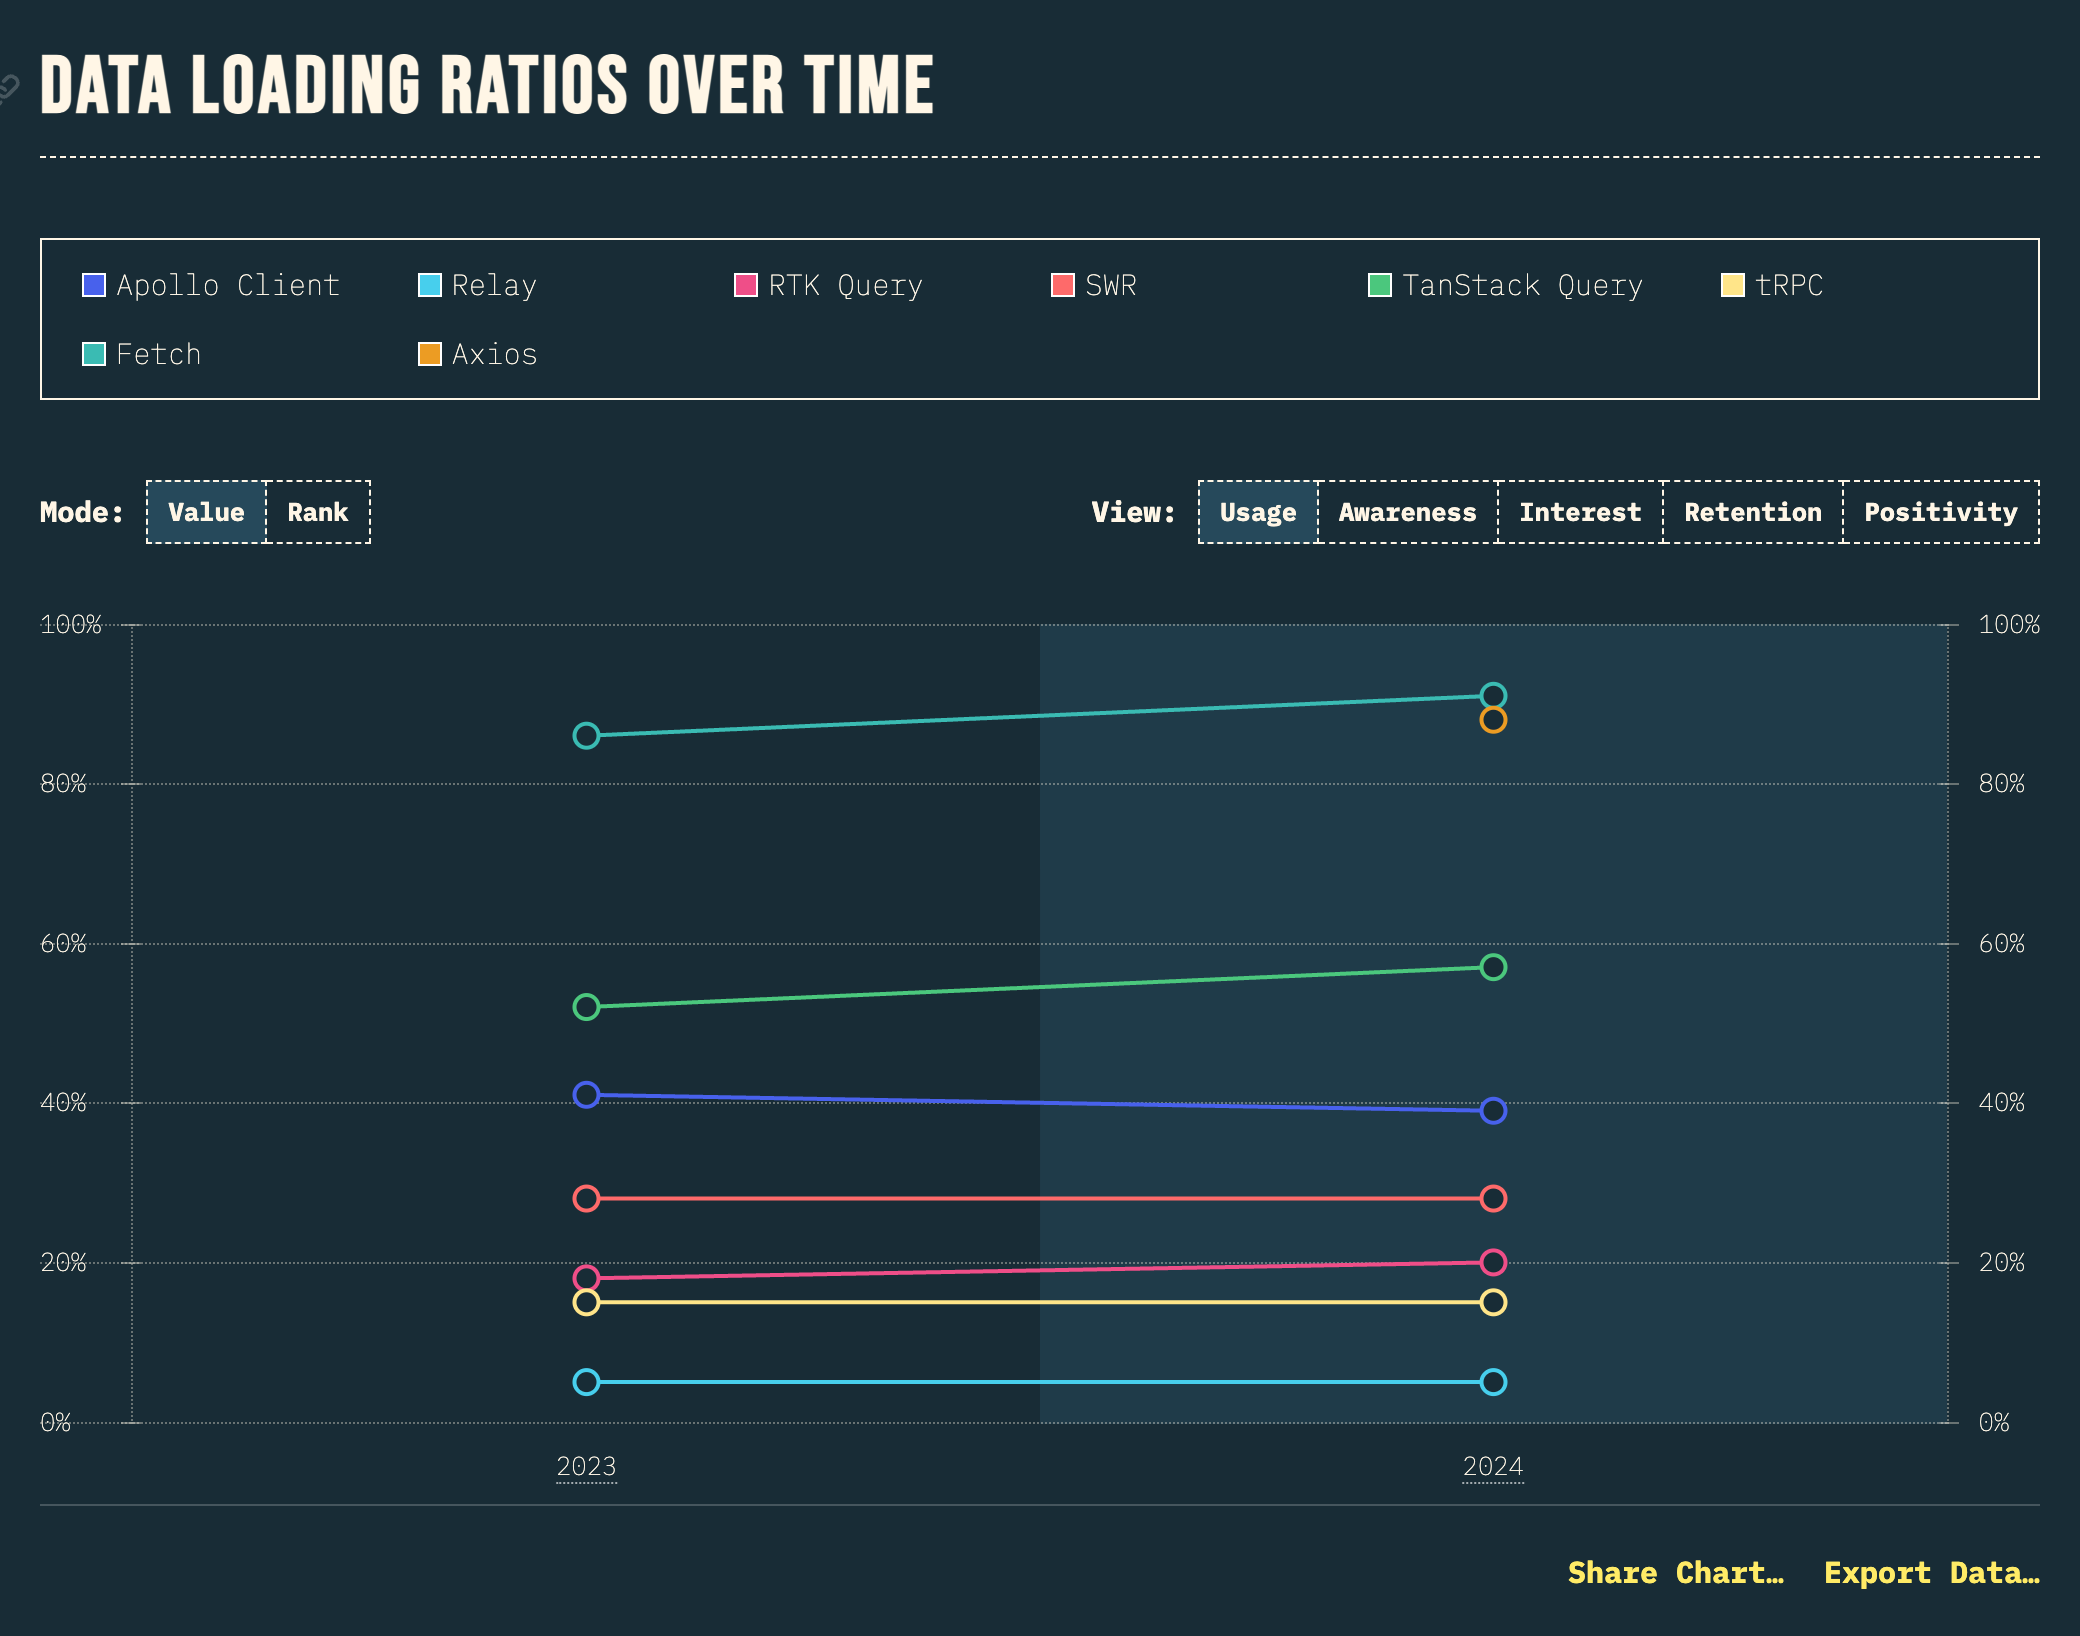 DATA LOADING RATIOS OVER TIME
Apollo Client Relay RTK Query SWR TanStack Query tRPC
Fetch Axios
Mode: Value Rank View: Usage Awareness Interest Retention Positivity
100% 100%
80% 80%
60% 60%
40% 40%
20% 20%
0% 0%
2023 2024
Share Chart… Export Data…